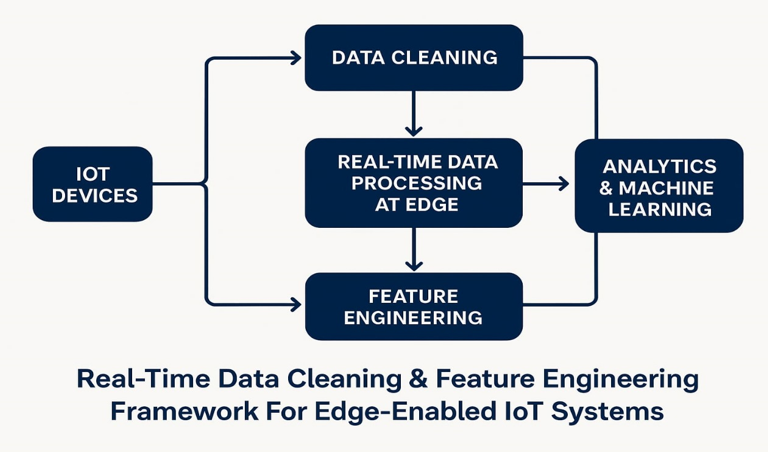 DATA CLEANING
IOT
DEVICES
REAL-TIME DATA
PROCESSING
AT EDGE
ANALYTICS
& MACHINE
LEARNING
FEATURE
ENGINEERING
Real-Time Data Cleaning & Feature Engineering
Framework For Edge-Enabled IoT Systems